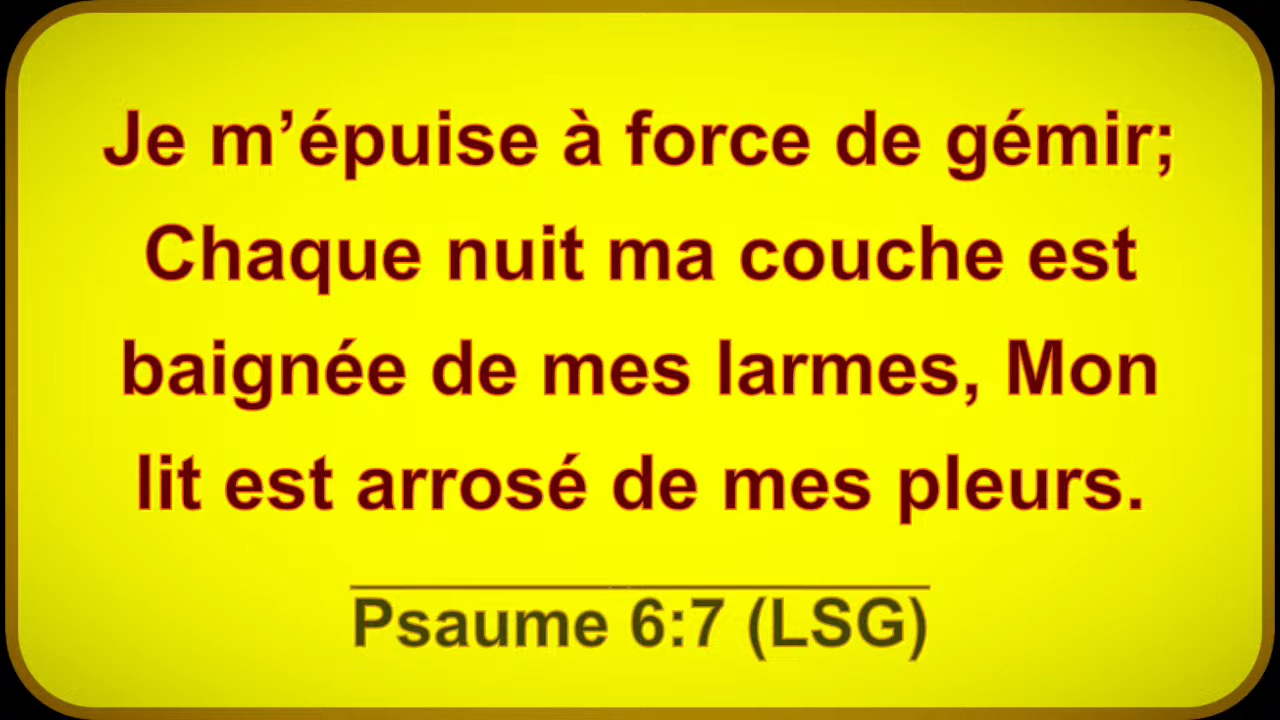 Je m’épuise à force de gémir;
Chaque nuit ma couche est
baignée de mes larmes, Mon
lit est arrosé de mes pleurs.
Psaume 6:7 (LSG)